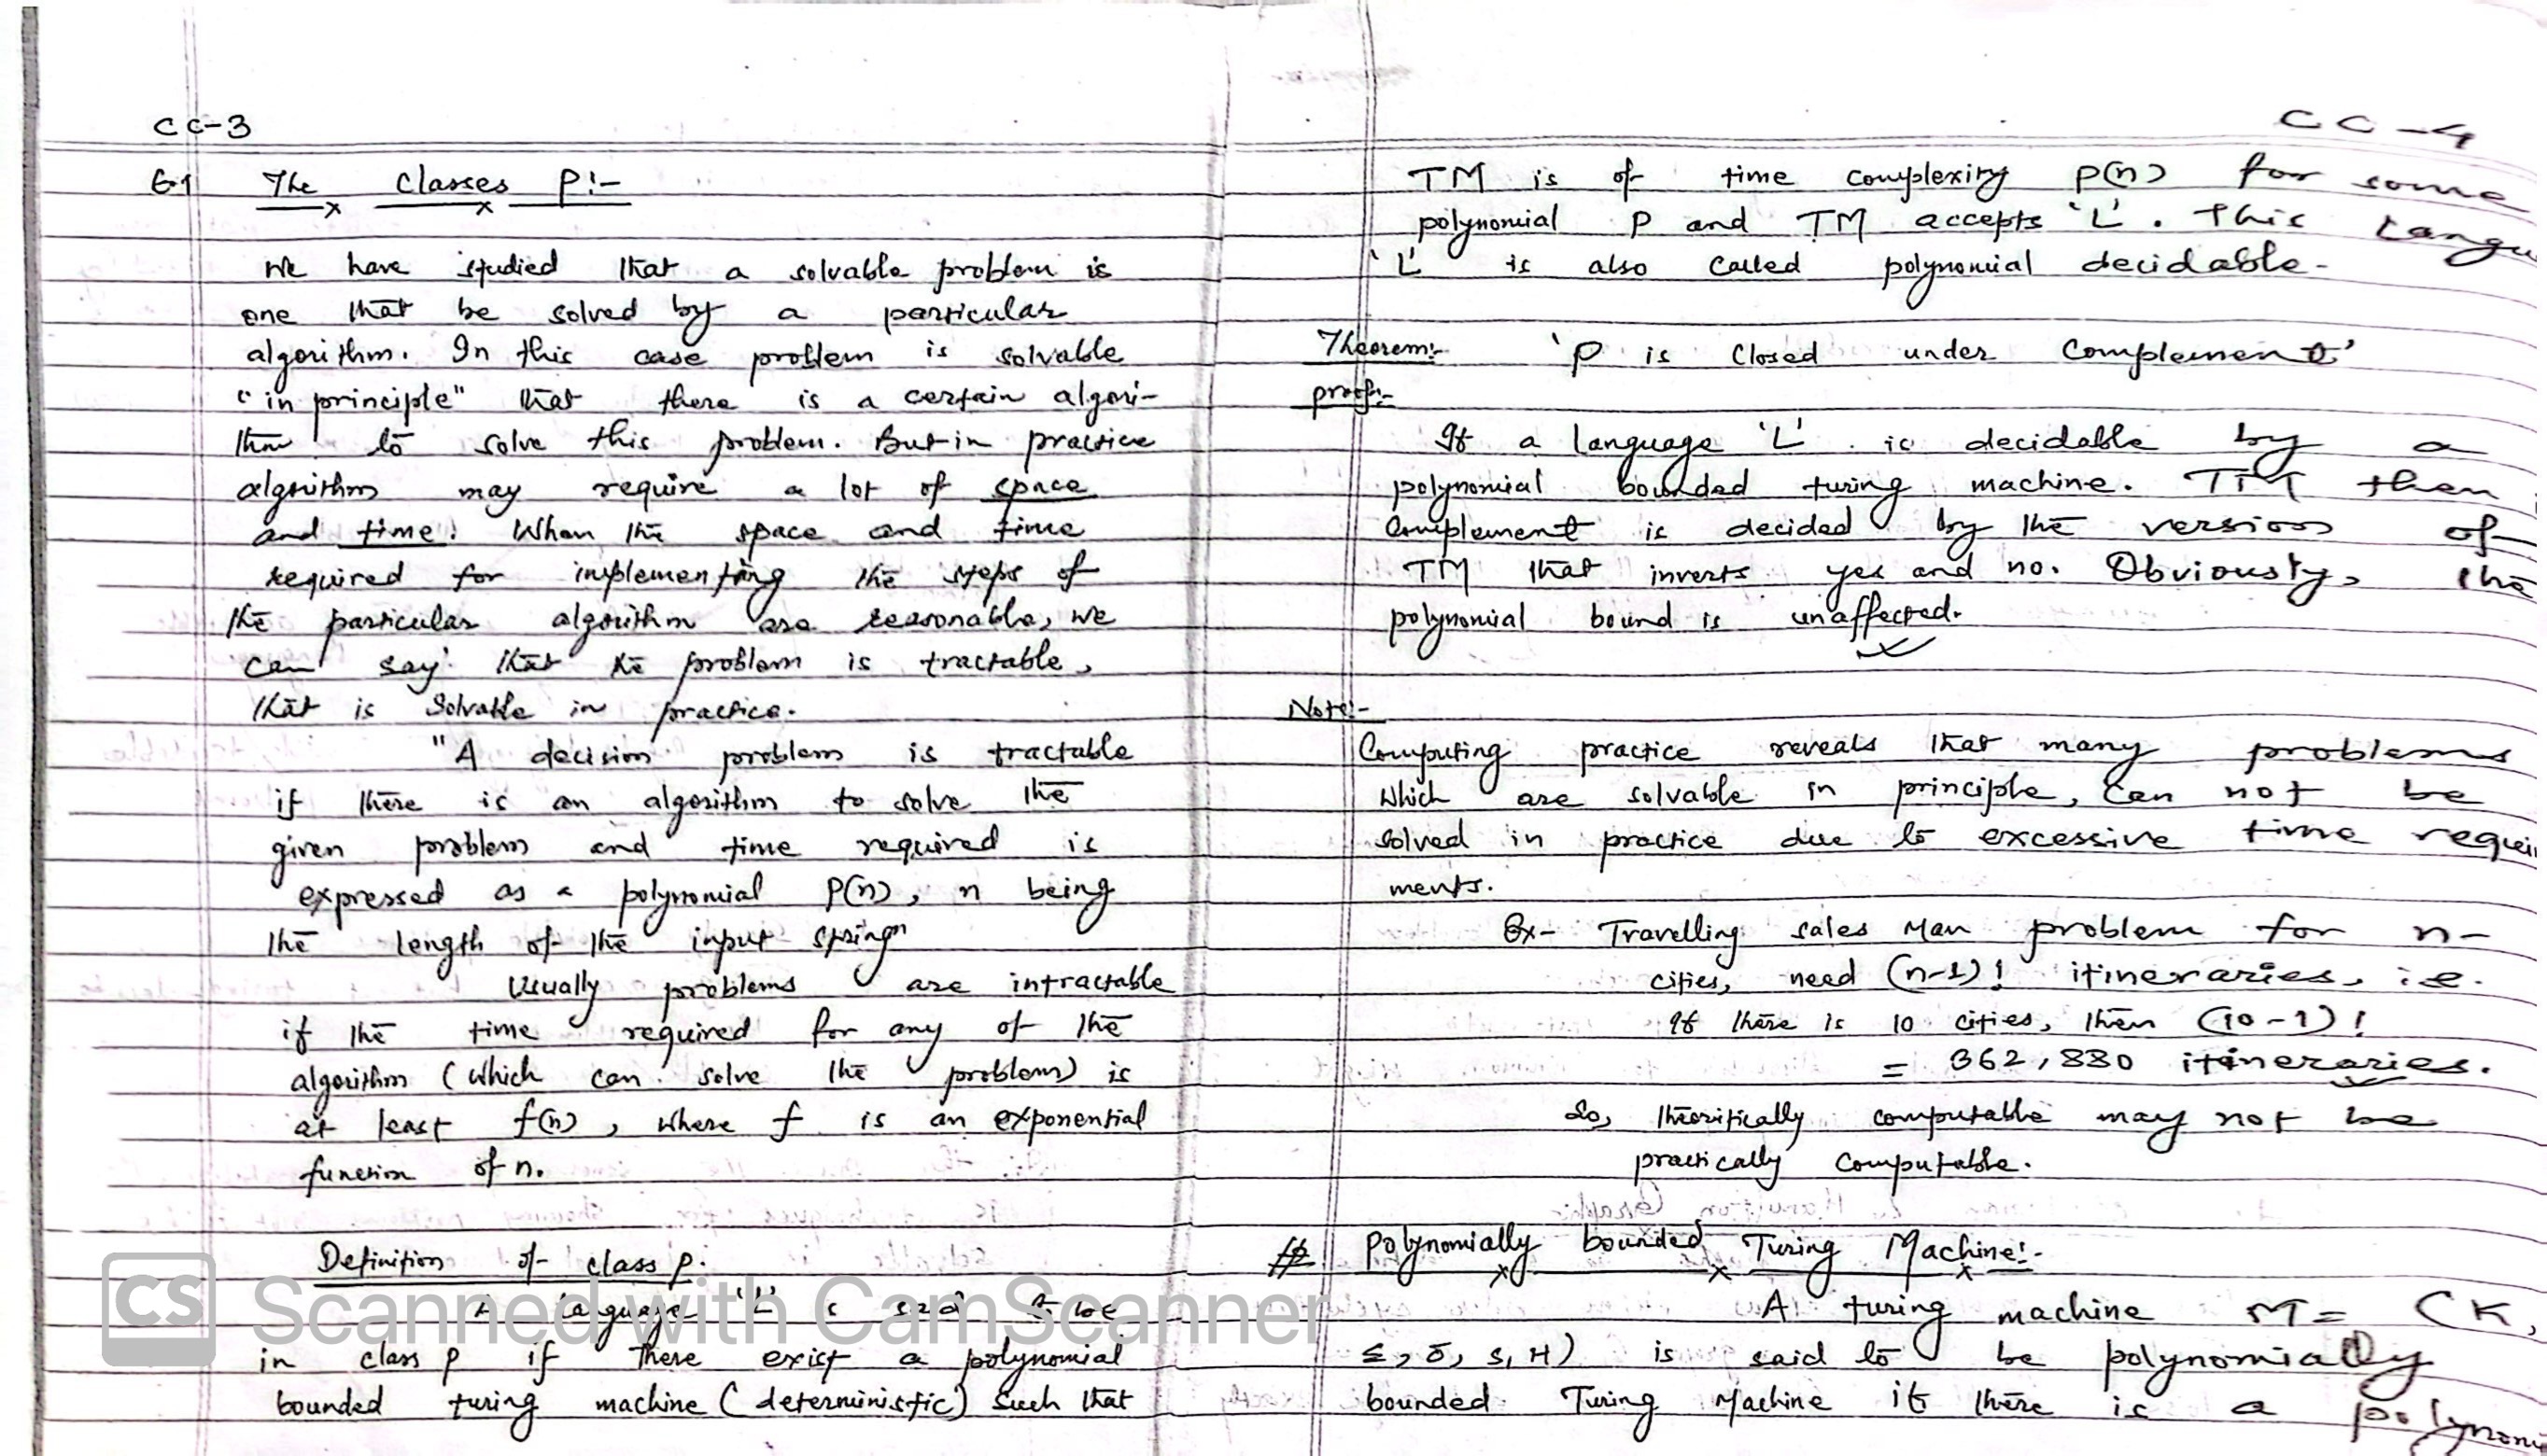 CC-3
6.1 The Classes P:-
We have studied that a solvable problem is
one that be solved by a particular
algorithm. In this case problem is solvable
"in principle" that there is a certain algori-
thm to solve this problem. But in practice
algorithm may require a lot of space
and time. When the space and time
required for implementing the steps of
the particular algorithm are reasonable, we
can say that the problem is tractable,
that is solvable in practice.
"A decision problem is tractable
if there is an algorithm to solve the
given problem and time required is
expressed as a polynomial P(n), n being
the length of the input string"
Usually problems are intractable
if the time required for any of the
algorithm (which can solve the problem) is
at least f(n), where f is an exponential
function of n.
Definition of class P.
A language 'L' is said to be
in class P if there exist a polynomial
bounded turing machine (deterministic) such that
CC-4
TM is of time complexity P(n) for some
polynomial P and TM accepts 'L'. This Langu
'L' is also called polynomial decidable.
Theorem:- 'P is closed under Complement'
proof:-
If a language 'L' is decidable by a
polynomial bounded turing machine. TM then
Complement is decided by the version of
TM that inverts yes and no. Obviously, the
polynomial bound is unaffected.
Note:-
Computing practice reveals that many problems
which are solvable in principle, can not be
solved in practice due to excessive time requi
ments.
Ex- Travelling sales Man problem for n-
cities, need (n-1)! itineraries, i.e.
If there is 10 cities, then (10-1)!
= 362,880 itineraries.
So, theoritically computable may not be
practically computable.
# Polynomially bounded Turing Machine:-
A turing machine M= (K,
Σ, δ, s, H) is said to be polynomially
bounded Turing Machine if there is a polynomi
CS Scanned with CamScanner